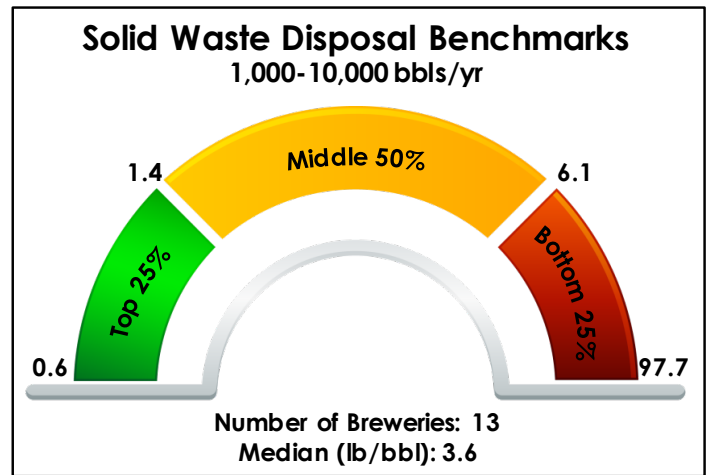 Solid Waste Disposal Benchmarks
1,000-10,000 bbls/yr
Middle 50%
1.4
6.1
Top 25%
Bottom 25%
0.6
97.7
Number of Breweries: 13
Median (lb/bbl): 3.6